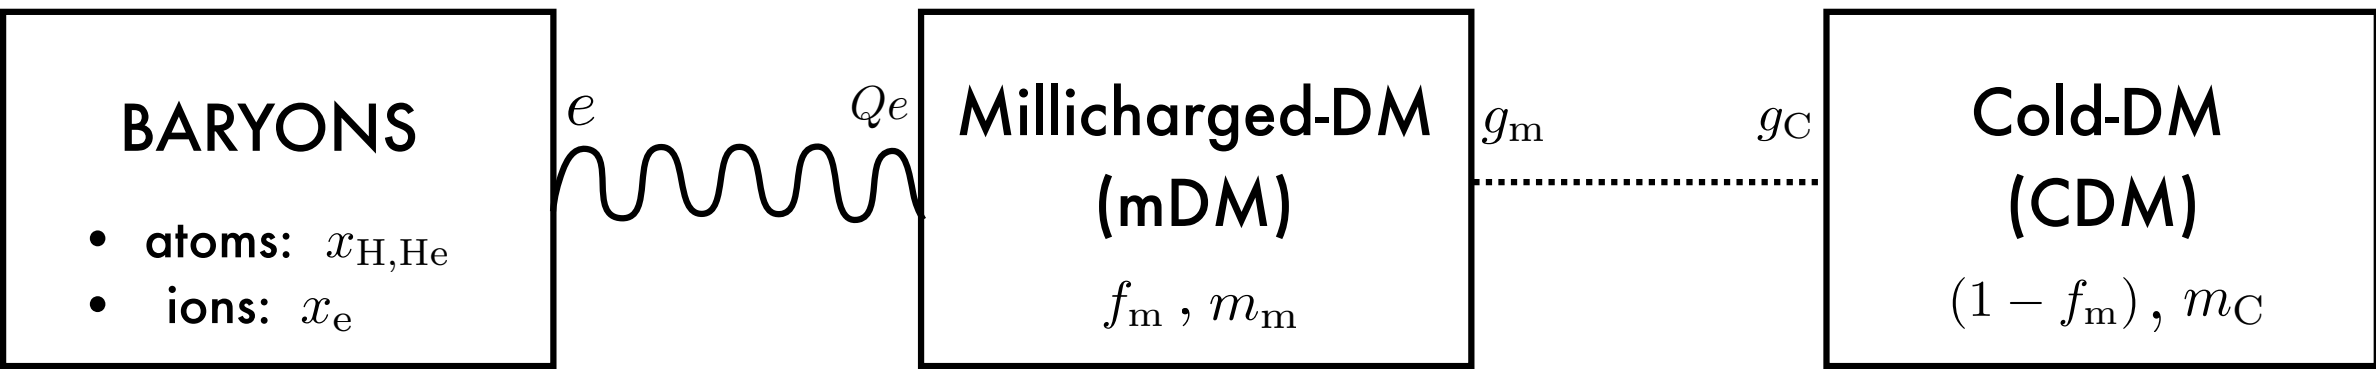 BARYONS
• atoms: x_H,He
• ions: x_e
e
Qe
Millicharged-DM
(mDM)
f_m , m_m
g_m
g_C
Cold-DM
(CDM)
(1 − f_m) , m_C